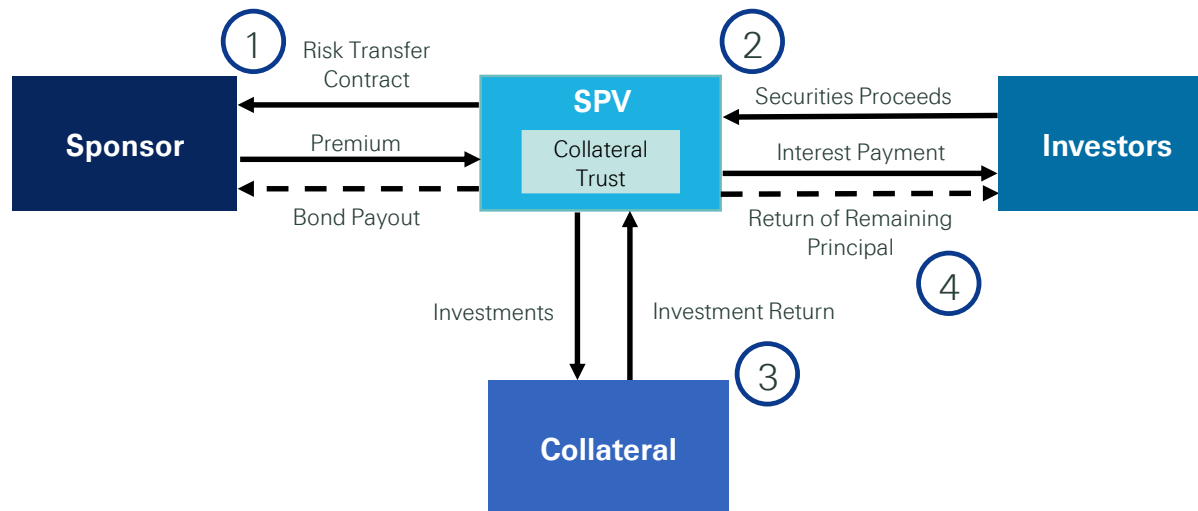 1
Risk Transfer
Contract
2
SPV
Securities Proceeds
Sponsor
Premium
Collateral
Trust
Interest Payment
Investors
Bond Payout
Return of Remaining
Principal
4
Investments
Investment Return
3
Collateral